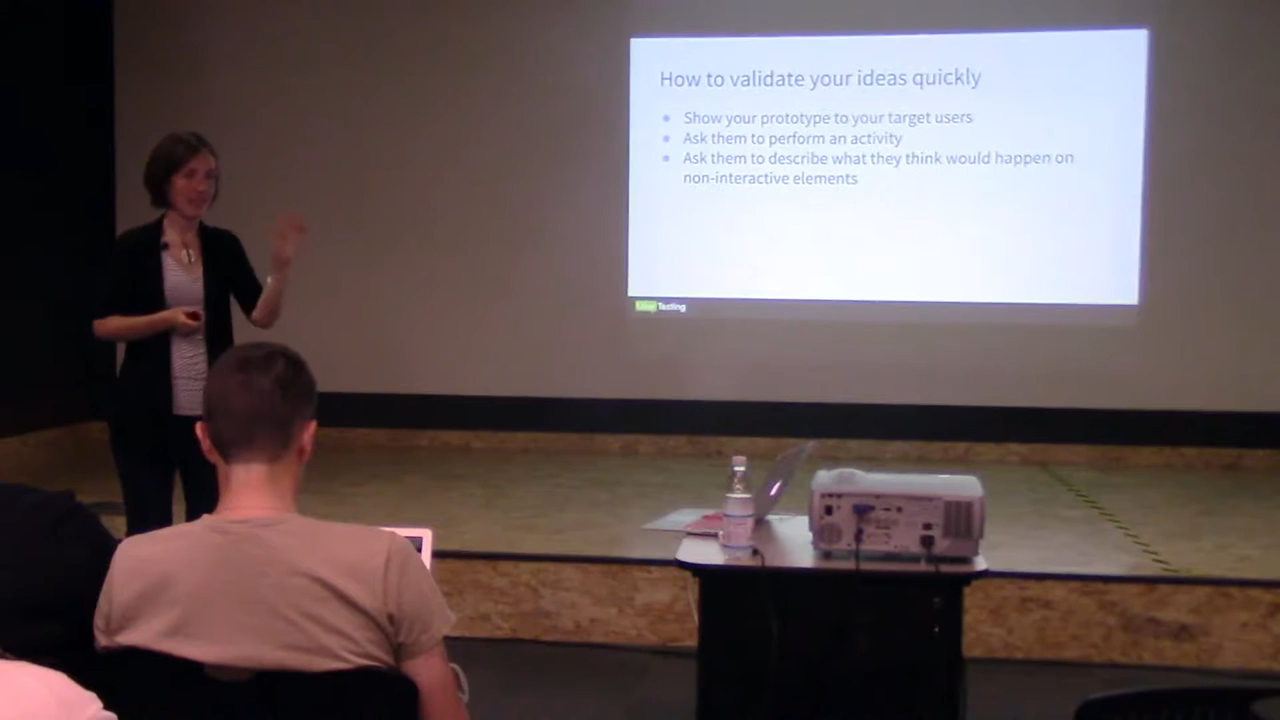 How to validate your ideas quickly
• Show your prototype to your target users
• Ask them to perform an activity
• Ask them to describe what they think would happen on
non-interactive elements
User Testing